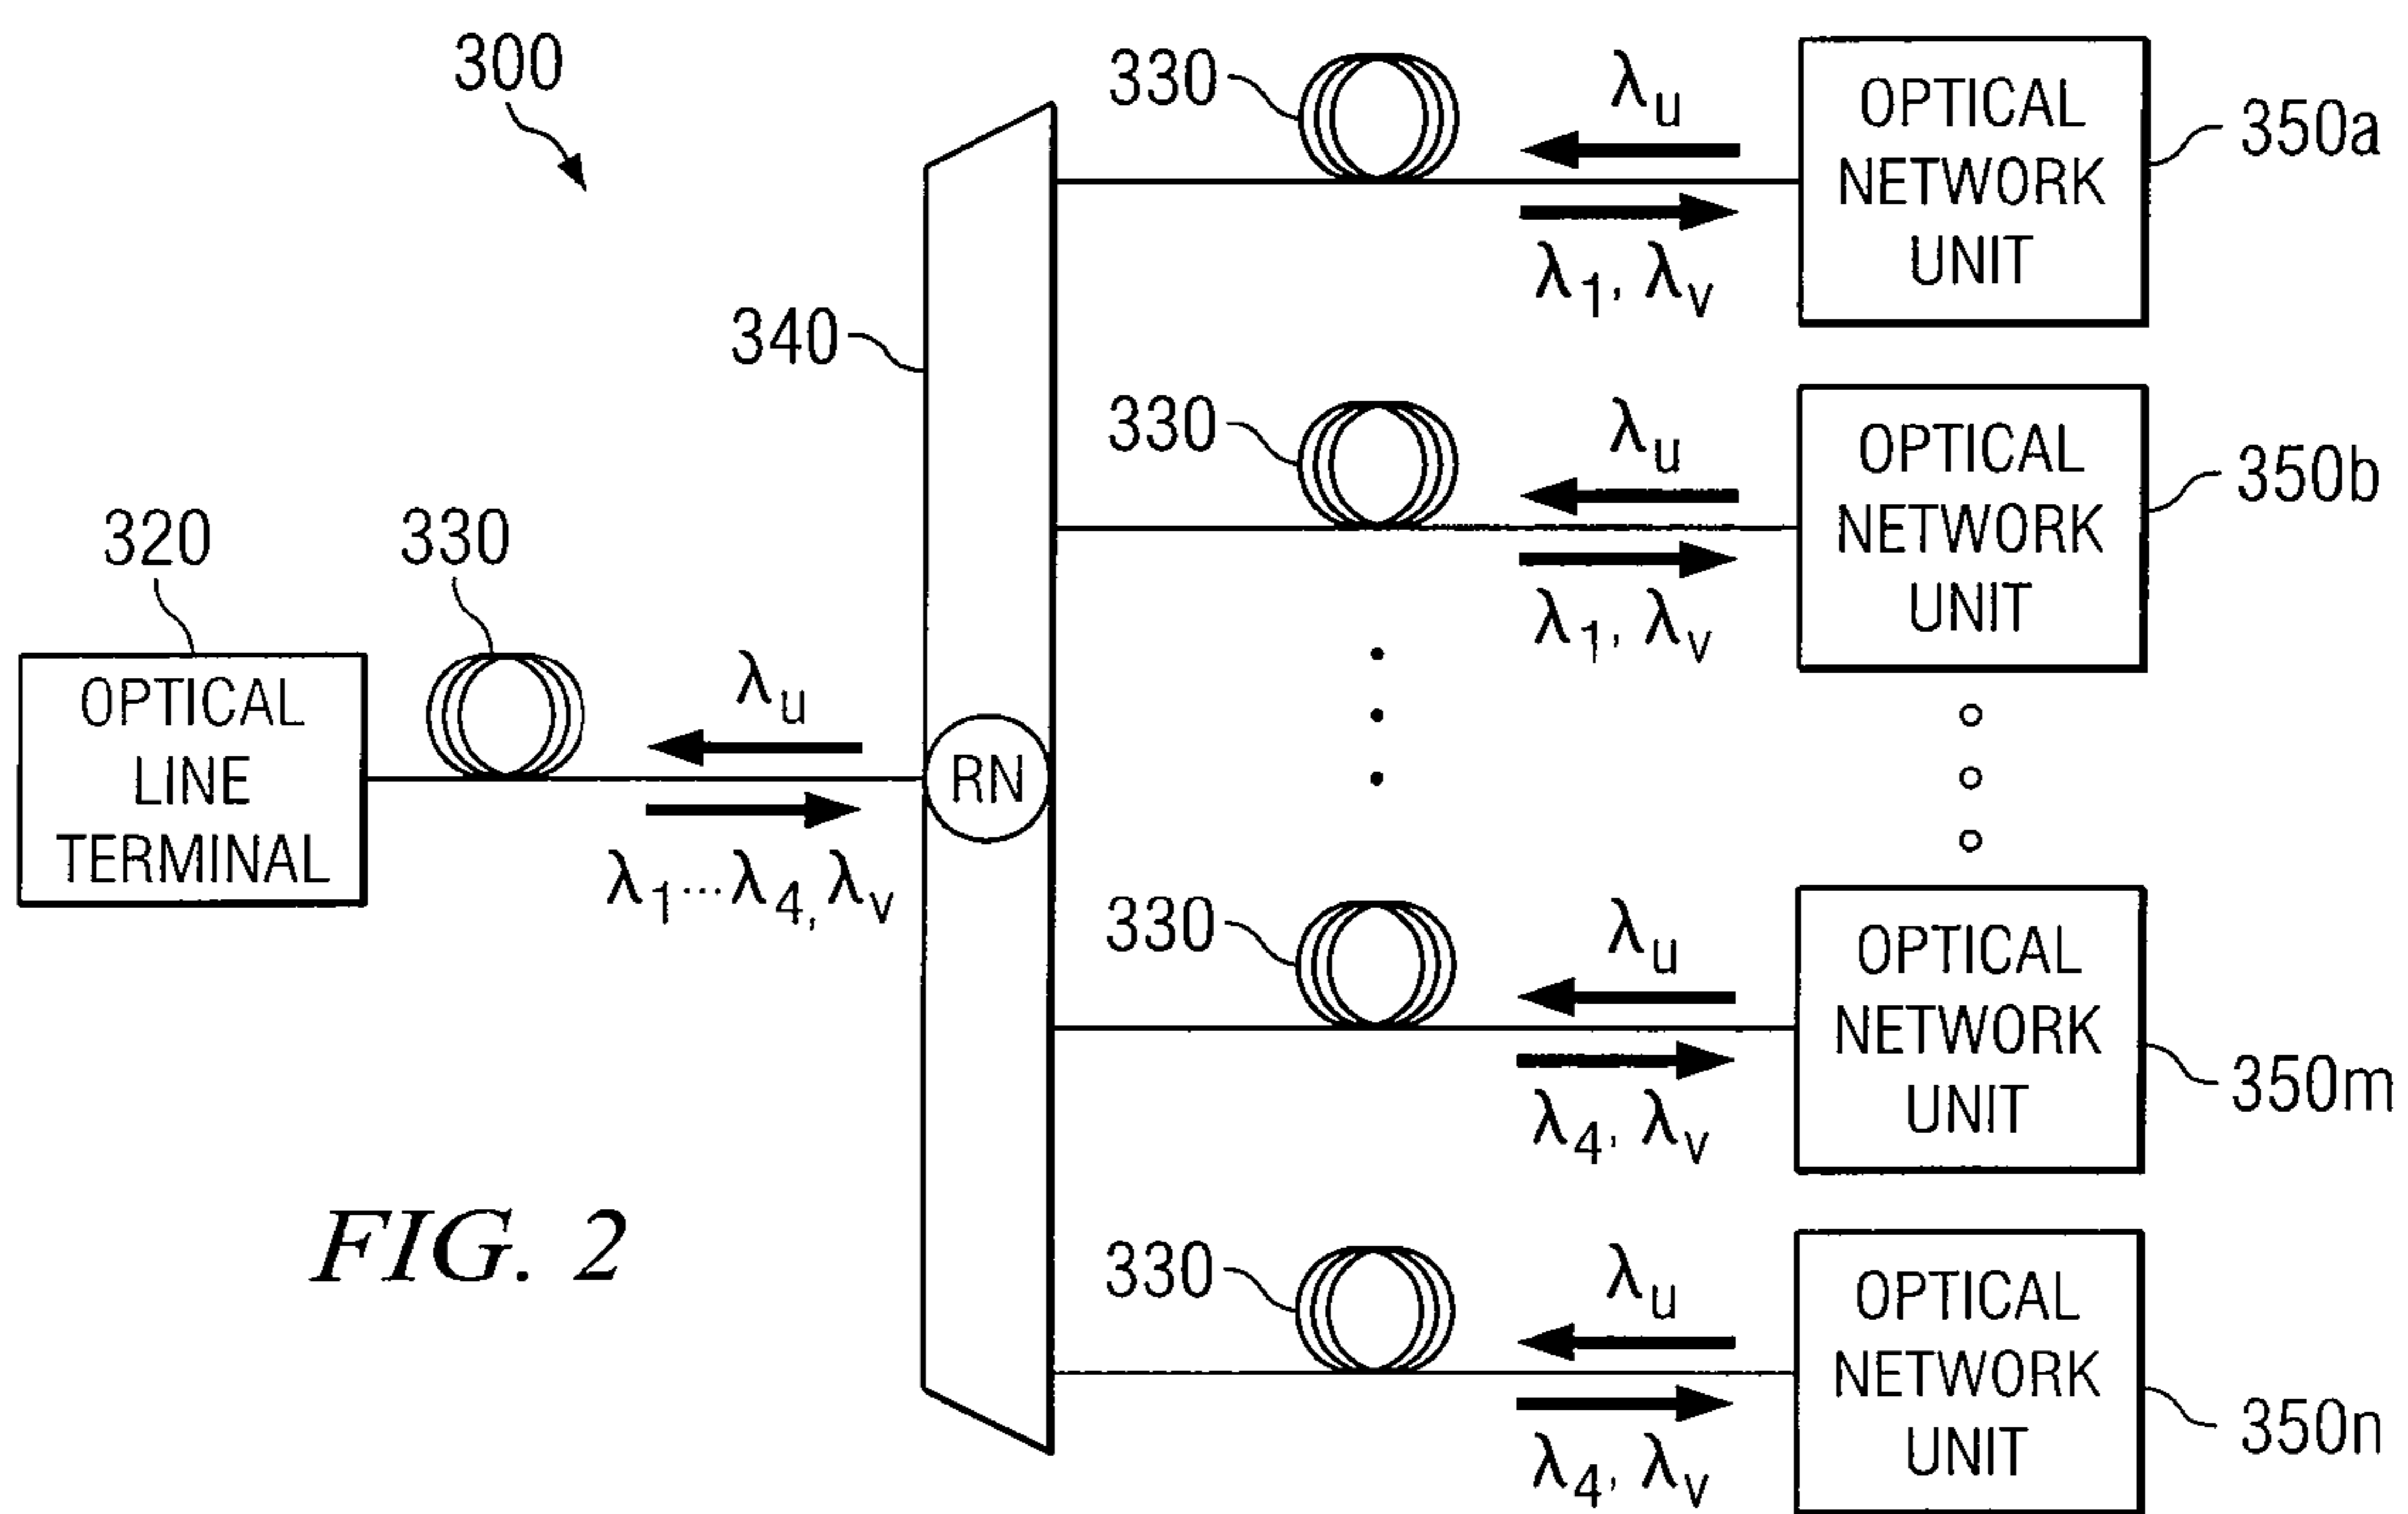 300
330
λu
OPTICAL
NETWORK
UNIT
350a
λ1, λv
340
330
λu
OPTICAL
NETWORK
UNIT
350b
λ1, λv
320
330
OPTICAL
LINE
TERMINAL
λu
RN
λ1...λ4, λv
330
λu
OPTICAL
NETWORK
UNIT
350m
λ4, λv
FIG. 2
330
λu
OPTICAL
NETWORK
UNIT
350n
λ4, λv